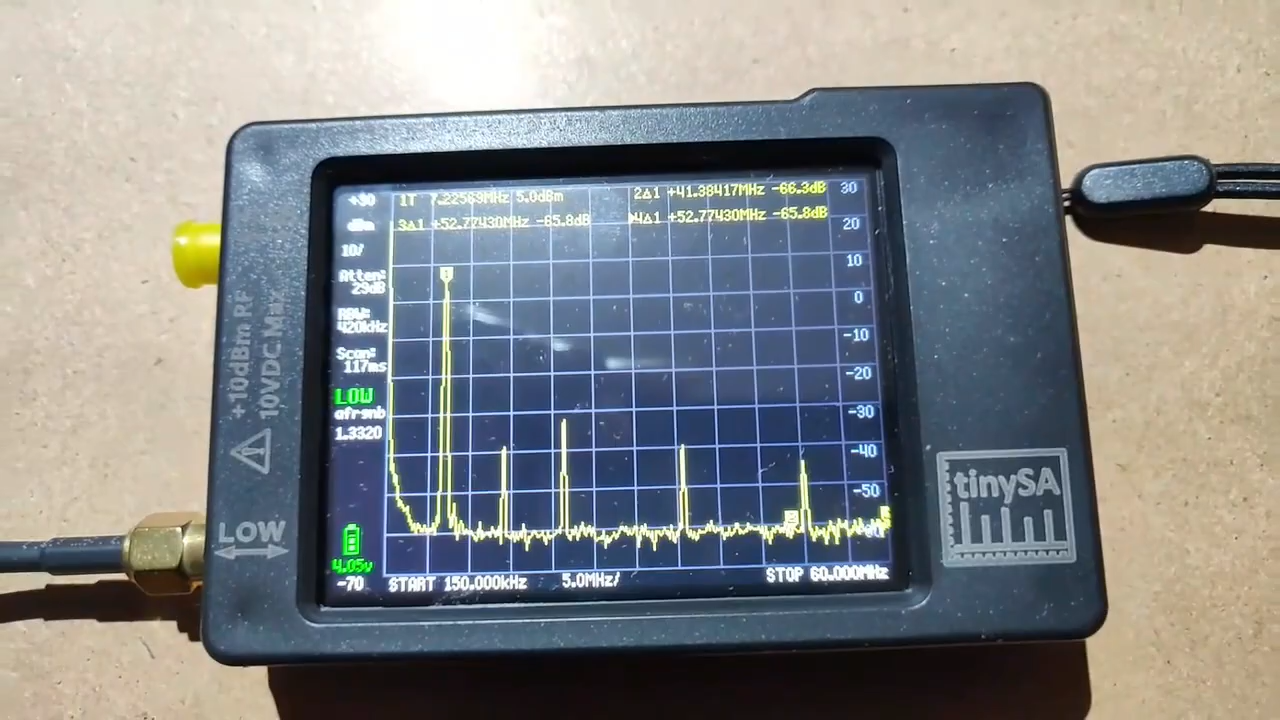 +30 1T 7.22569MHz 5.0dBm 2Δ1 +41.38417MHz -66.3dB 30
dBm 3Δ1 +52.77430MHz -65.8dB ▶4Δ1 +52.77430MHz -65.8dB 20
10/
10
Atten:
29dB
0
RBW:
420kHz
-10
Scan:
117ms
-20
LOW
-30
1.3320
-40
-50
4.05v
-70 START 150.000kHz 5.0MHz/ STOP 60.000MHz
+10dBm RF
10VDC Max
LOW
tinySA